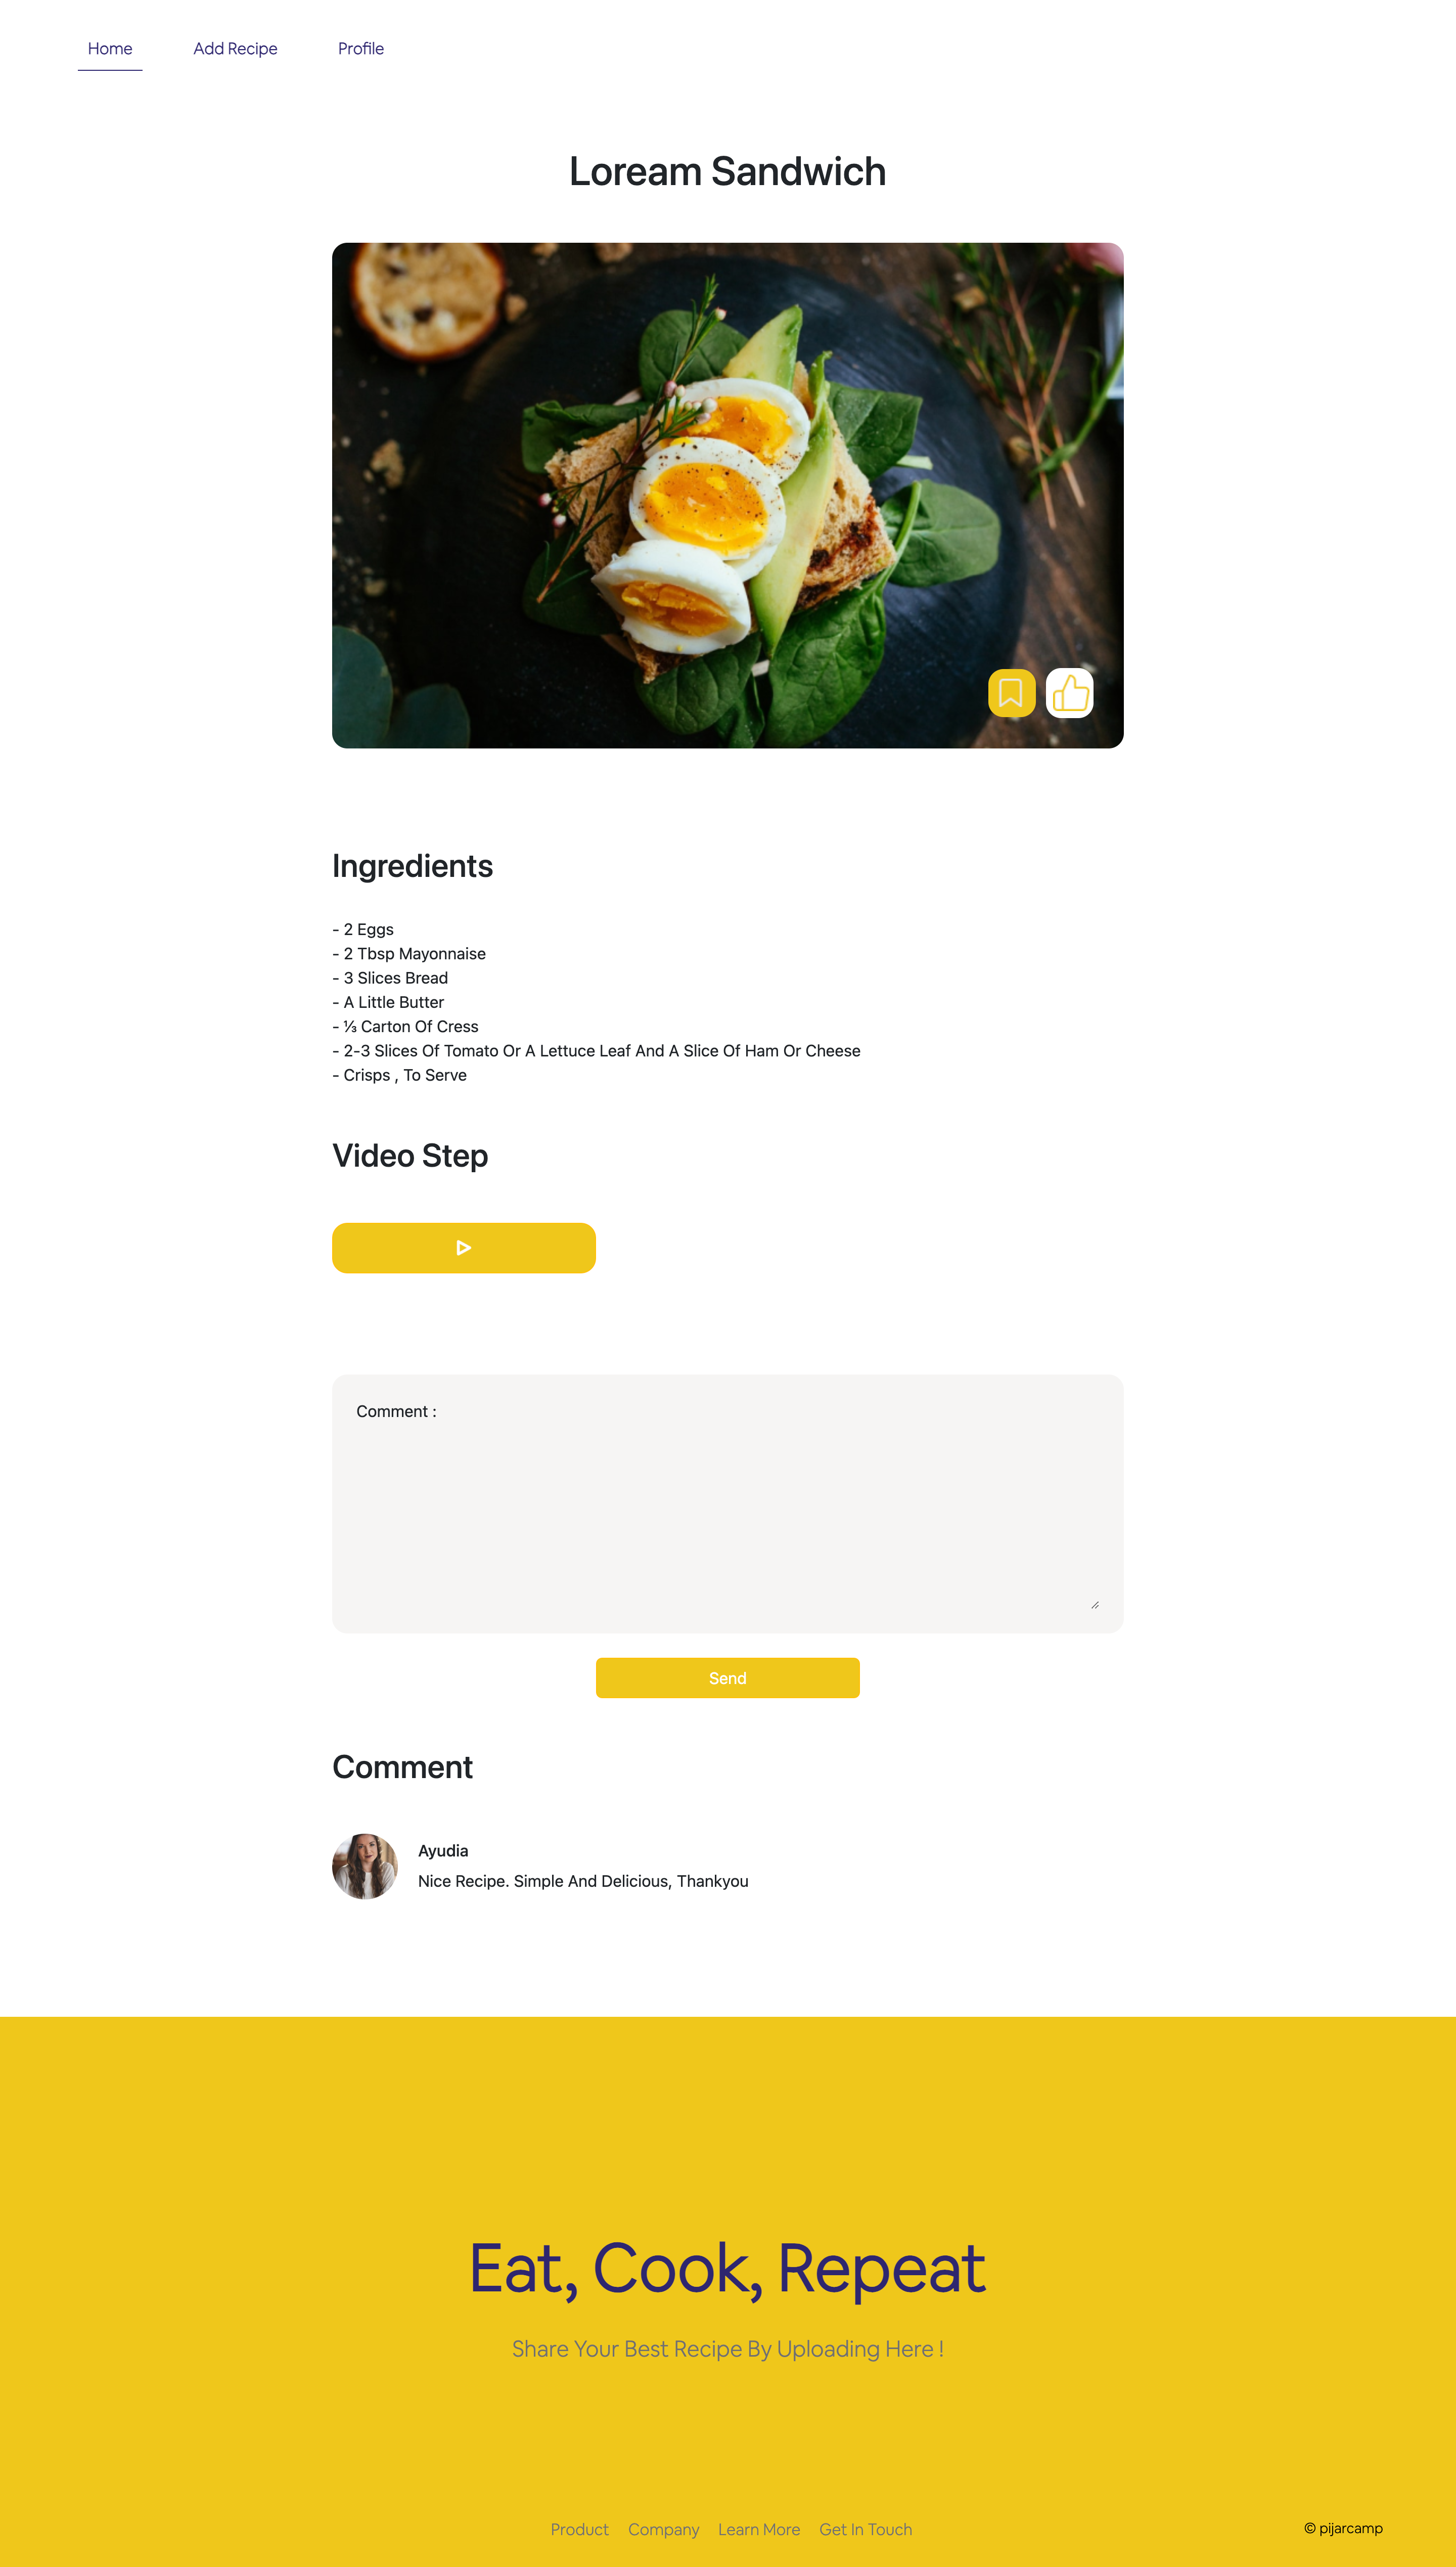 Home Add Recipe Profile
Loream Sandwich
Ingredients
- 2 Eggs
- 2 Tbsp Mayonnaise
- 3 Slices Bread
- A Little Butter
- ⅓ Carton Of Cress
- 2-3 Slices Of Tomato Or A Lettuce Leaf And A Slice Of Ham Or Cheese
- Crisps , To Serve
Video Step
Comment :
Send
Comment
Ayudia
Nice Recipe. Simple And Delicious, Thankyou
Eat, Cook, Repeat
Share Your Best Recipe By Uploading Here !
Product Company Learn More Get In Touch © pijarcamp